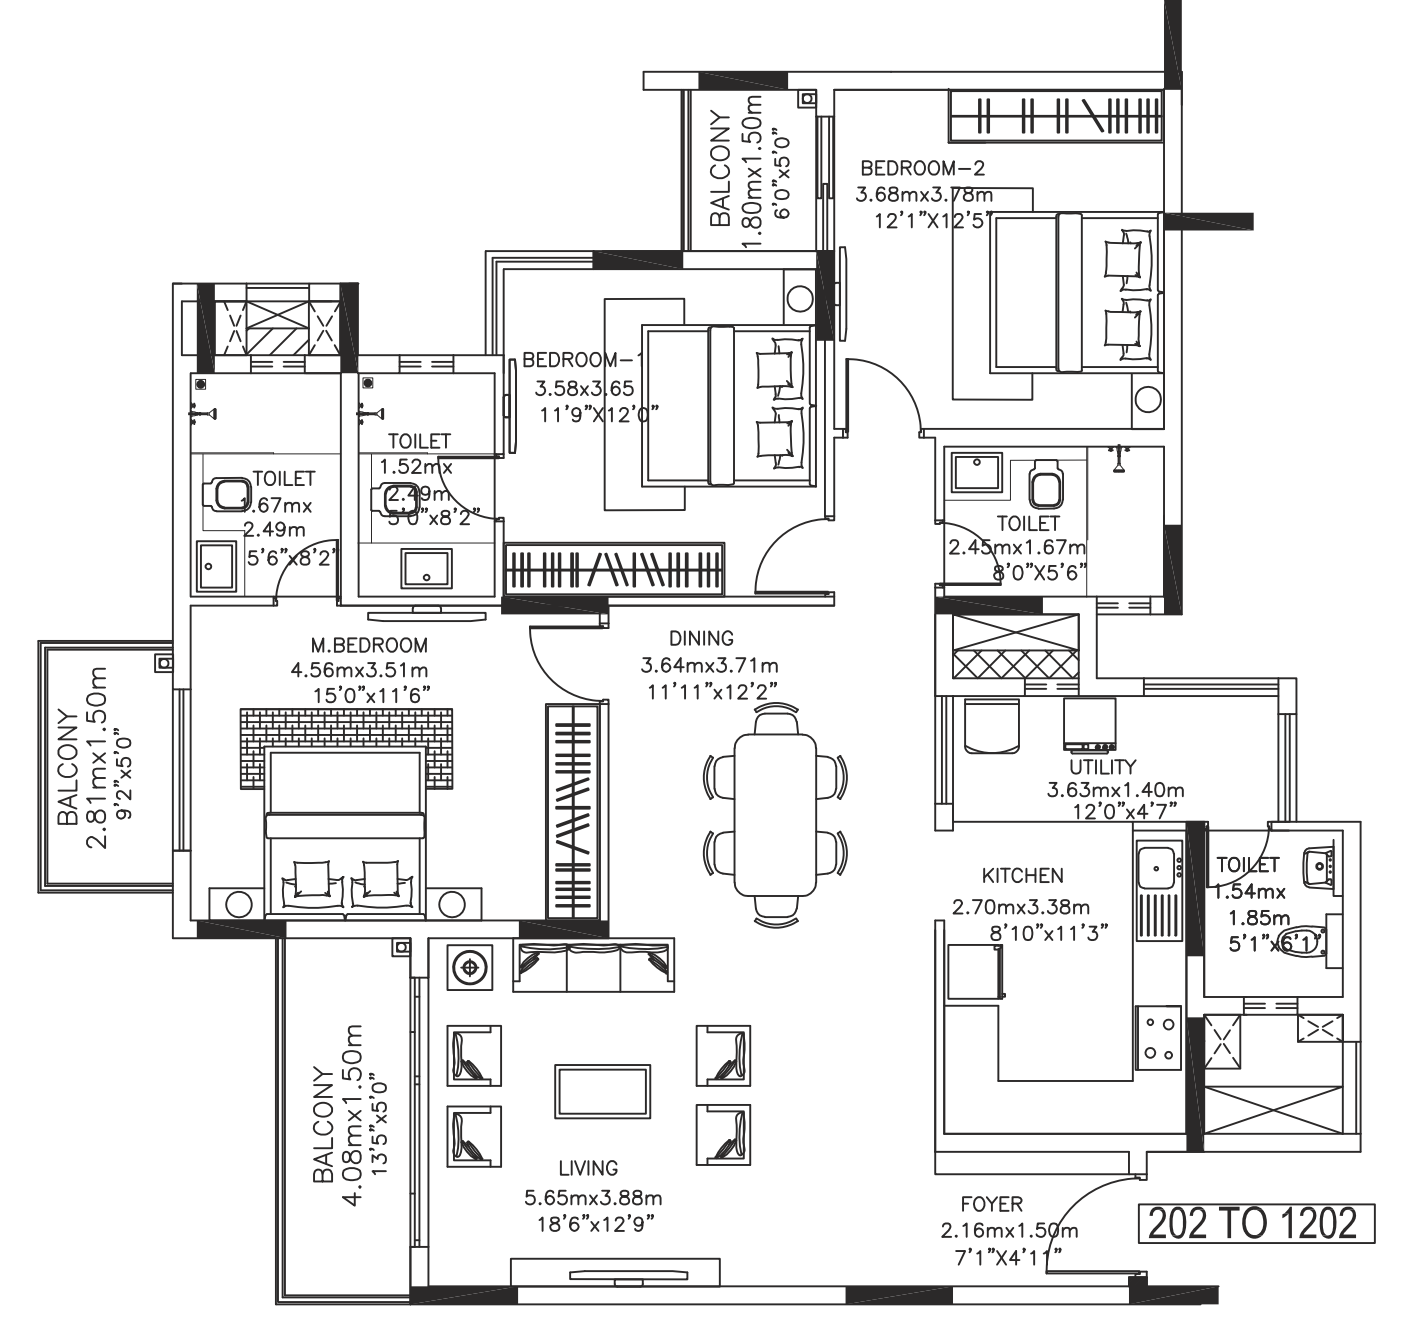 BALCONY
1.80mx1.50m
6'0"x5'0"
BEDROOM-2
3.68mx3.78m
12'1"X12'5"
BEDROOM-1
3.58x3.65
11'9"X12'0"
TOILET
1.52mx
2.49m
5'0"x8'2"
TOILET
1.67mx
2.49m
5'6"x8'2"
TOILET
2.45mx1.67m
8'0"X5'6"
M.BEDROOM
4.56mx3.51m
15'0"x11'6"
DINING
3.64mx3.71m
11'11"x12'2"
BALCONY
2.81mx1.50m
9'2"x5'0"
UTILITY
3.63mx1.40m
12'0"x4'7"
KITCHEN
2.70mx3.38m
8'10"x11'3"
TOILET
1.54mx
1.85m
5'1"x6'1"
BALCONY
4.08mx1.50m
13'5"x5'0"
LIVING
5.65mx3.88m
18'6"x12'9"
FOYER
2.16mx1.50m
7'1"X4'11"
202 TO 1202